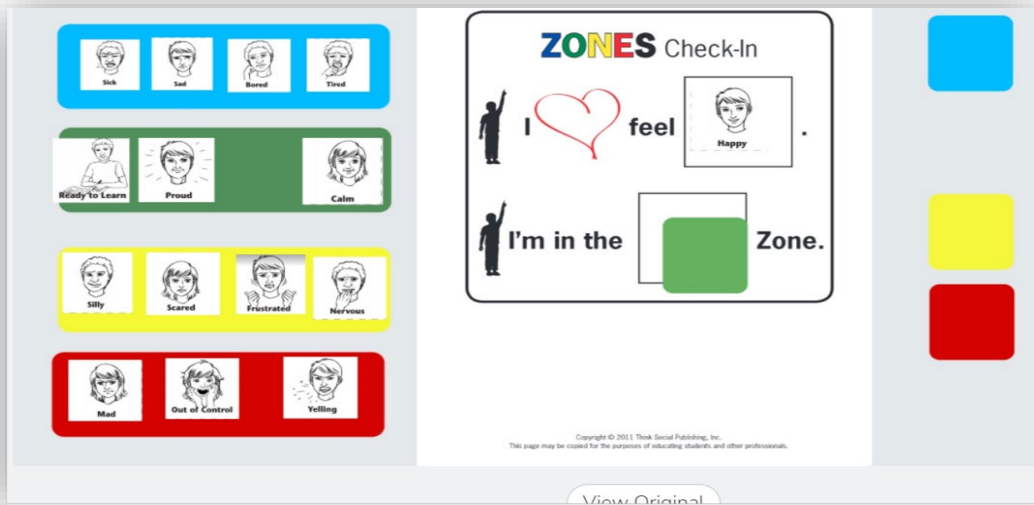 Sick Sad Bored Tired
Ready to Learn Proud Calm
Silly Scared Frustrated Nervous
Mad Out of Control Yelling
ZONES Check-In
I feel Happy .
I'm in the Zone.
Copyright © 2011 Think Social Publishing, Inc.
This page may be copied for the purposes of educating students and other professionals.
View Original